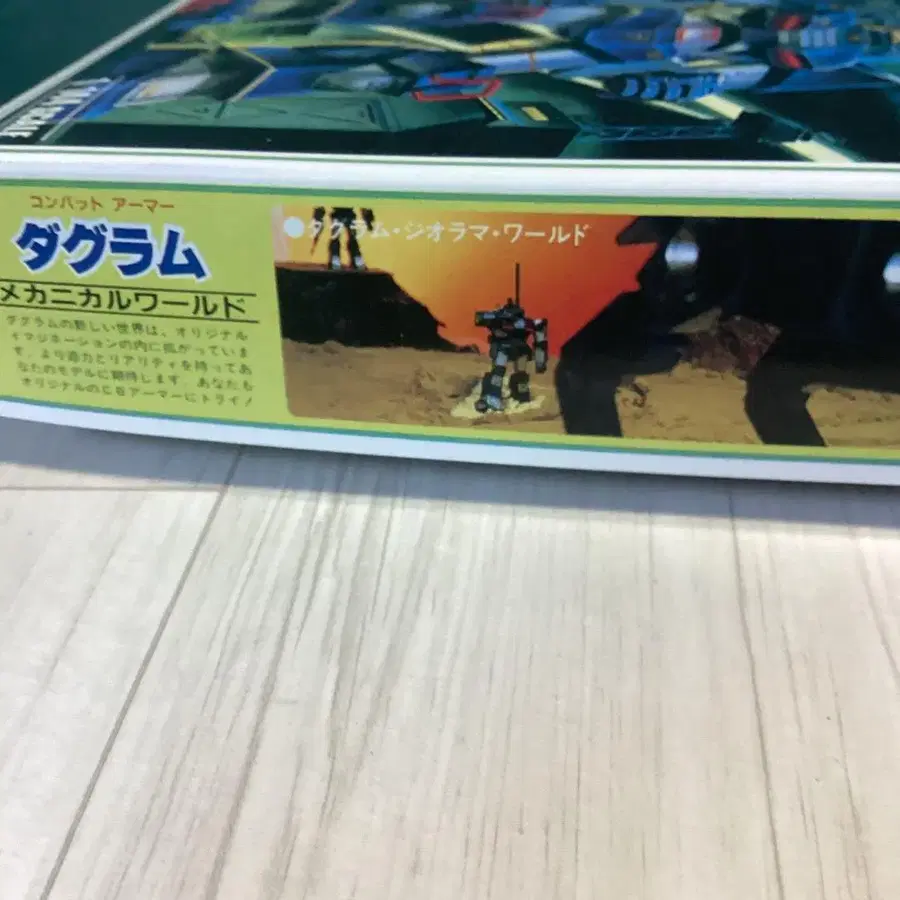 コンバット アーマー
ダグラム
メカニカルワールド
ダグラムの新しい世界は、オリジナル
イマジネーションの内に拡がっていま
す。より迫力とリアリティを持ってあ
なたのモデルに期待します。あなたも
オリジナルのCBアーマーにトライ!
●ダグラム・ジオラマ・ワールド